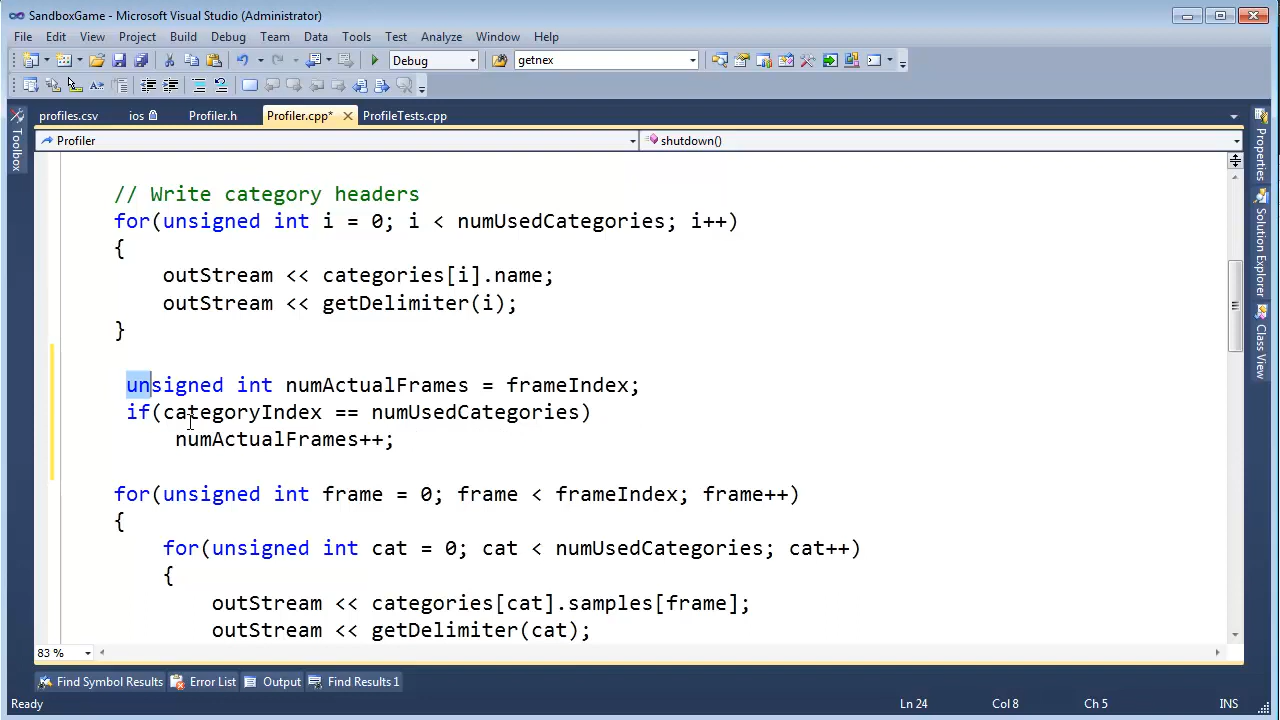 SandboxGame - Microsoft Visual Studio (Administrator)
File Edit View Project Build Debug Team Data Tools Test Analyze Window Help
Debug getnex
profiles.csv ios Profiler.h Profiler.cpp* ProfileTests.cpp
Profiler shutdown()
// Write category headers
for(unsigned int i = 0; i < numUsedCategories; i++)
{
outStream << categories[i].name;
outStream << getDelimiter(i);
}
unsigned int numActualFrames = frameIndex;
if(categoryIndex == numUsedCategories)
numActualFrames++;
for(unsigned int frame = 0; frame < frameIndex; frame++)
{
for(unsigned int cat = 0; cat < numUsedCategories; cat++)
{
outStream << categories[cat].samples[frame];
outStream << getDelimiter(cat);
83 %
Find Symbol Results Error List Output Find Results 1
Ready Ln 24 Col 8 Ch 5 INS
Toolbox
Properties
Solution Explorer
Class View